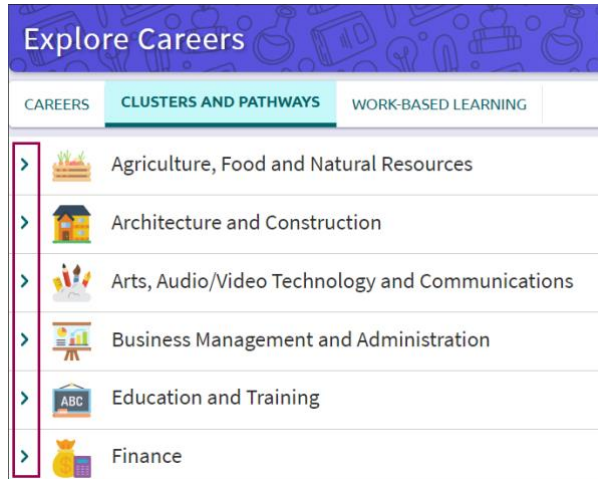 Explore Careers
CAREERS CLUSTERS AND PATHWAYS WORK-BASED LEARNING
Agriculture, Food and Natural Resources
Architecture and Construction
Arts, Audio/Video Technology and Communications
Business Management and Administration
ABC Education and Training
Finance